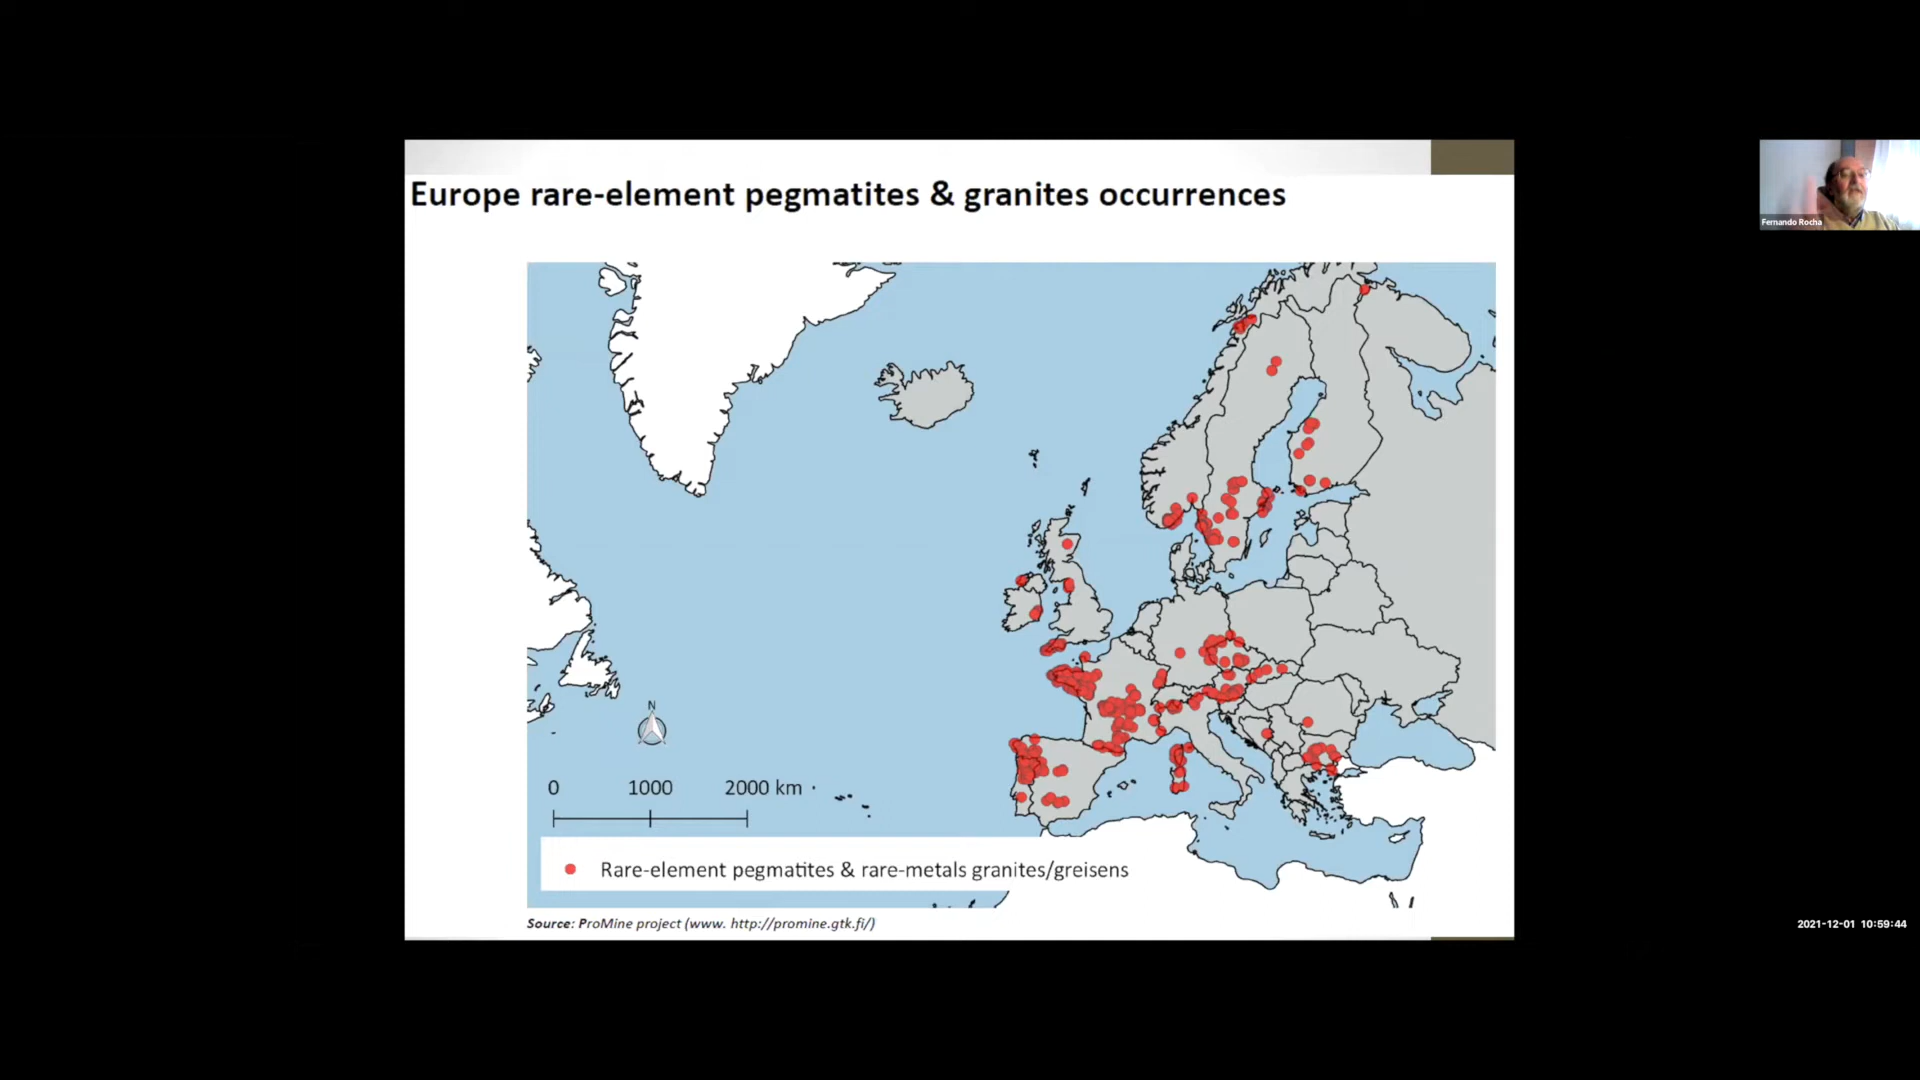 Europe rare-element pegmatites & granites occurrences
Fernando Rocha
N
0 1000 2000 km
Rare-element pegmatites & rare-metals granites/greisens
Source: ProMine project (www. http://promine.gtk.fi/)
2021-12-01 10:59:44